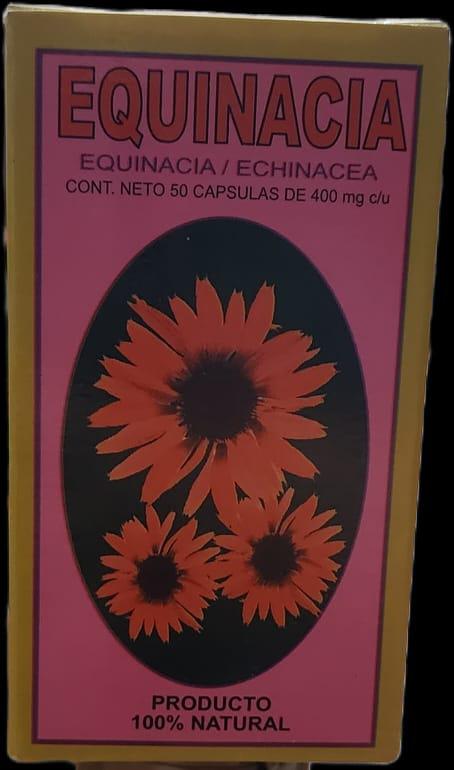 EQUINACIA
EQUINACIA / ECHINACEA
CONT. NETO 50 CAPSULAS DE 400 mg c/u
PRODUCTO
100% NATURAL